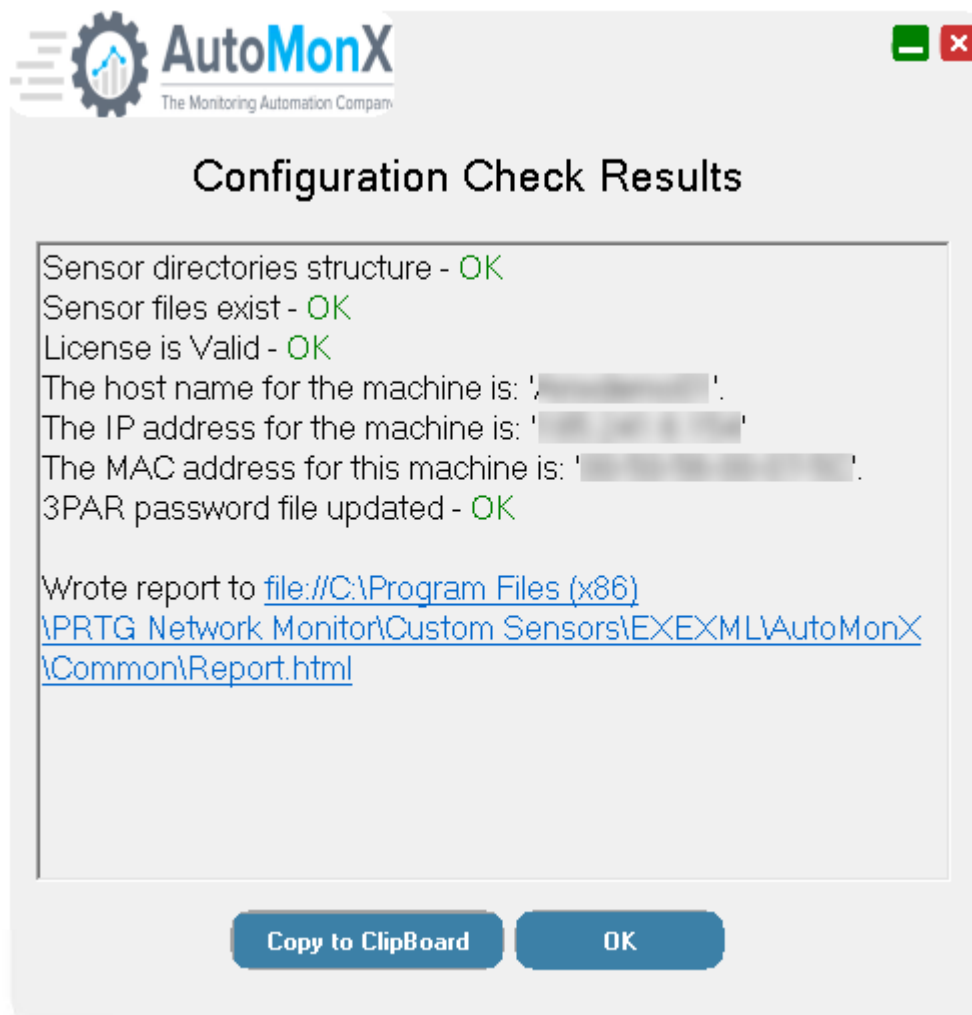 AutoMonX
The Monitoring Automation Company
Configuration Check Results
Sensor directories structure - OK
Sensor files exist - OK
License is Valid - OK
The host name for the machine is: ' '.
The IP address for the machine is: ' '
The MAC address for this machine is: ' '.
3PAR password file updated - OK
Wrote report to file://C:\Program Files (x86)
\PRTG Network Monitor\Custom Sensors\EXEXML\AutoMonX
\Common\Report.html
Copy to ClipBoard
OK